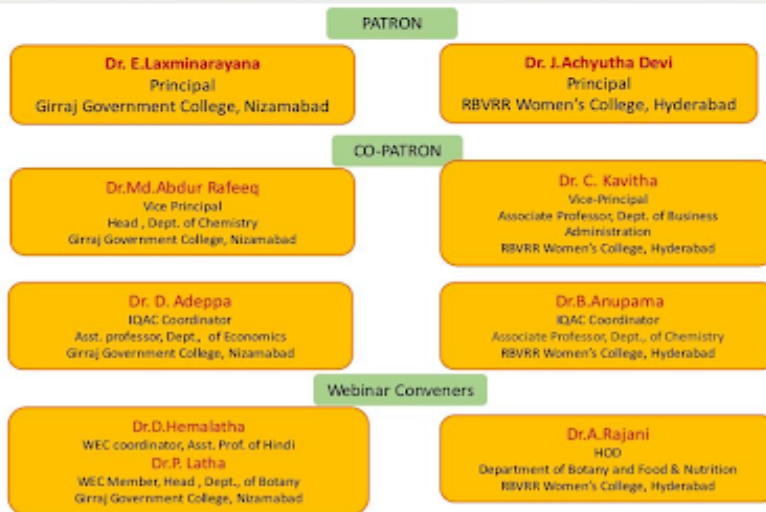 PATRON
Dr. E.Laxminarayana
Principal
Girraj Government College, Nizamabad
Dr. J.Achyutha Devi
Principal
RBVRR Women's College, Hyderabad
CO-PATRON
Dr.Md.Abdur Rafeeq
Vice Principal
Head , Dept. of Chemistry
Girraj Government College, Nizamabad
Dr. C. Kavitha
Vice-Principal
Associate Professor, Dept. of Business
Administration
RBVRR Women's College, Hyderabad
Dr. D. Adeppa
IQAC Coordinator
Asst. professor, Dept., of Economics
Girraj Government College, Nizamabad
Dr.B.Anupama
IQAC Coordinator
Associate Professor, Dept., of Chemistry
RBVRR Women's College, Hyderabad
Webinar Conveners
Dr.D.Hemalatha
WEC coordinator, Asst. Prof. of Hindi
Dr.P. Latha
WEC Member, Head , Dept., of Botany
Girraj Government College, Nizamabad
Dr.A.Rajani
HOD
Department of Botany and Food & Nutrition
RBVRR Women's College, Hyderabad